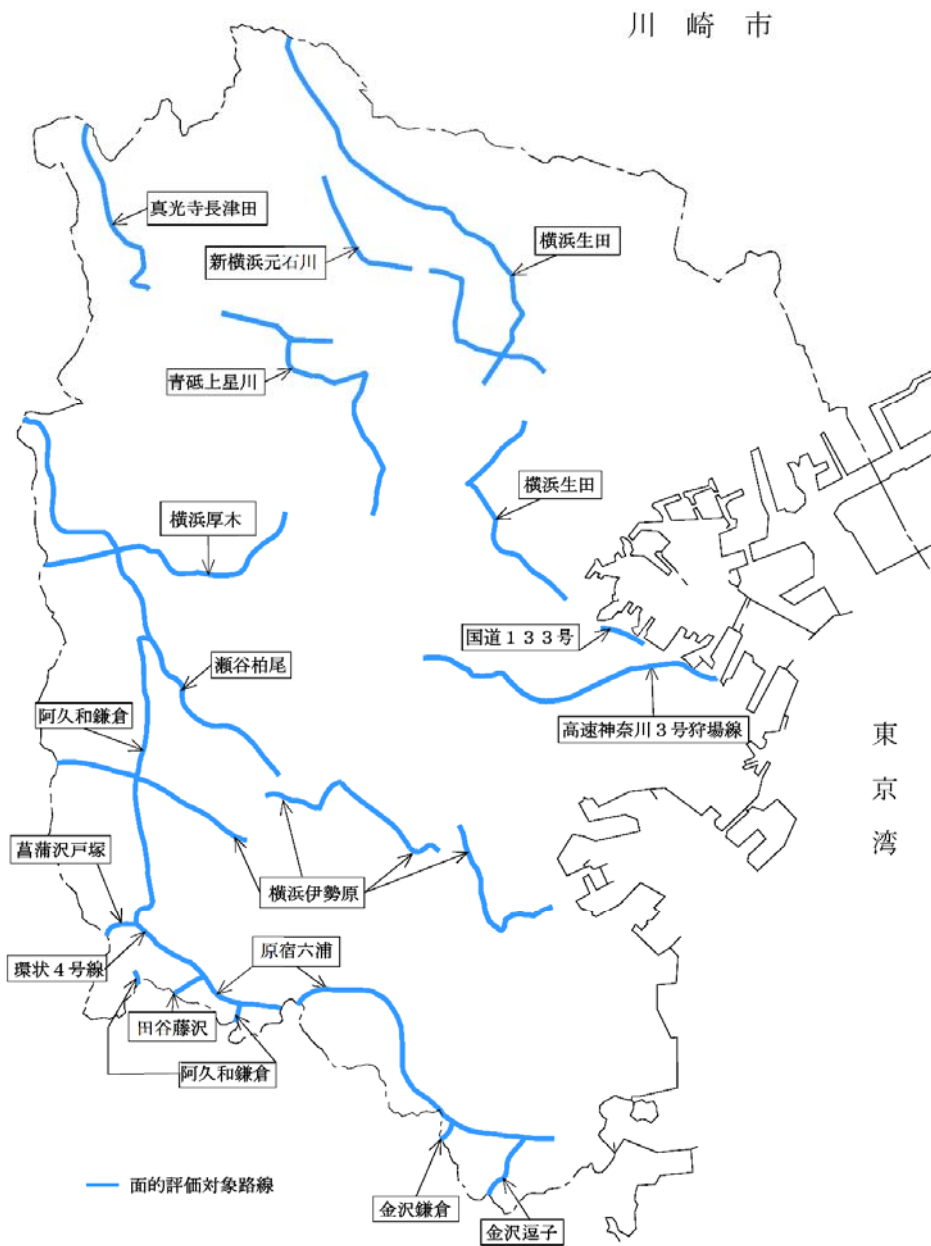 川崎市
真光寺長津田
新横浜元石川
横浜生田
青砥上星川
横浜生田
横浜厚木
国道133号
瀬谷柏尾
阿久和鎌倉
高速神奈川3号狩場線
東京湾
菖蒲沢戸塚
横浜伊勢原
原宿六浦
環状4号線
田谷藤沢
阿久和鎌倉
面的評価対象路線
金沢鎌倉
金沢逗子